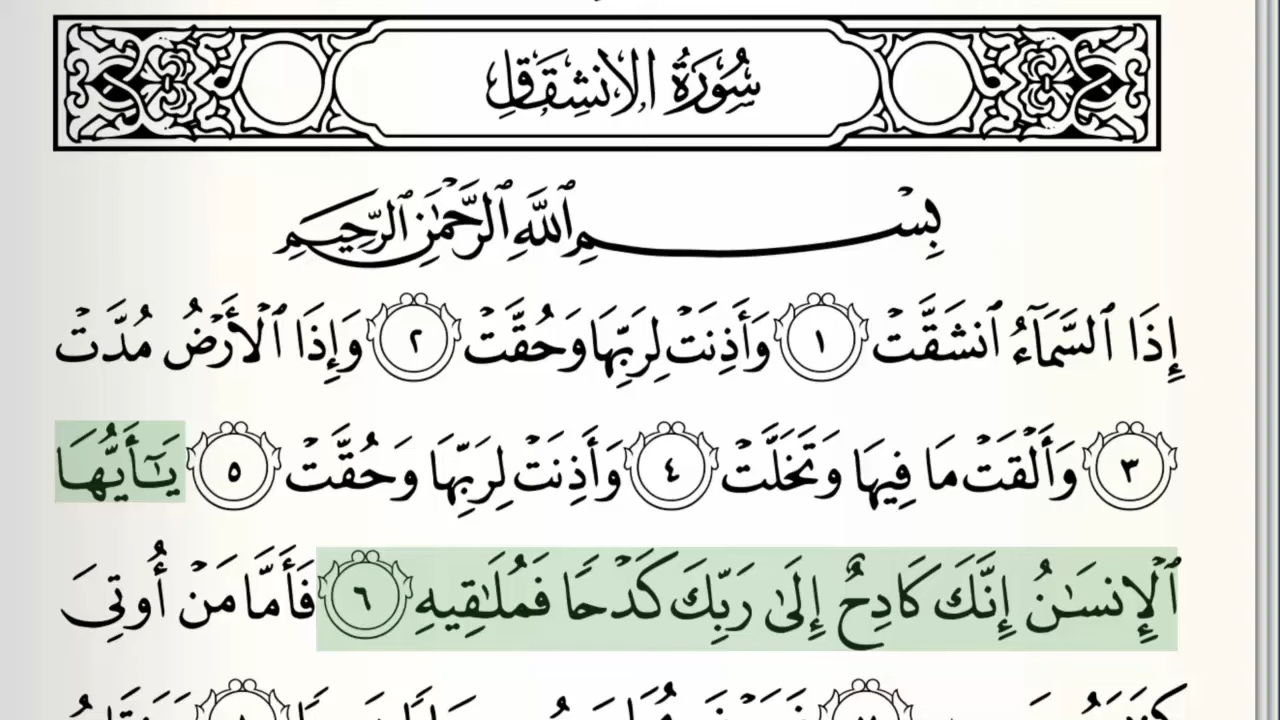 سُورَةُ الانشِقَاقِ
بِسْمِ ٱللَّهِ ٱلرَّحْمَٰنِ ٱلرَّحِيمِ
إِذَا ٱلسَّمَآءُ ٱنشَقَّتْ ١ وَأَذِنَتْ لِرَبِّهَا وَحُقَّتْ ٢ وَإِذَا ٱلْأَرْضُ مُدَّتْ
٣ وَأَلْقَتْ مَا فِيهَا وَتَخَلَّتْ ٤ وَأَذِنَتْ لِرَبِّهَا وَحُقَّتْ ٥ يَـٰٓأَيُّهَا
ٱلْإِنسَـٰنُ إِنَّكَ كَادِحٌ إِلَىٰ رَبِّكَ كَدْحًا فَمُلَـٰقِيهِ ٦ فَأَمَّا مَنْ أُوتِىَ